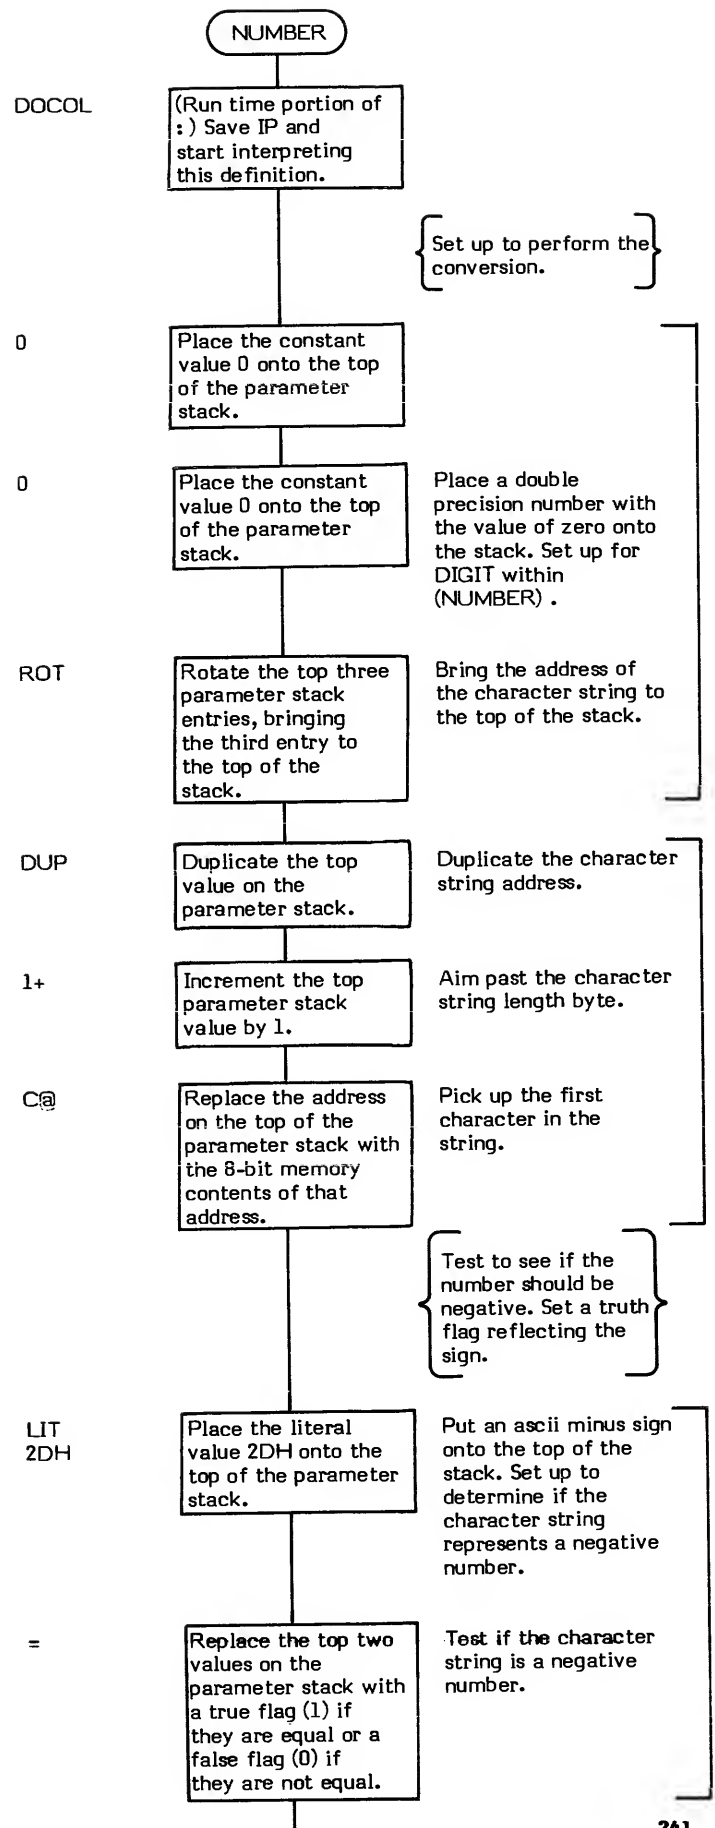 NUMBER
DOCOL
(Run time portion of
: ) Save IP and
start interpreting
this definition.
Set up to perform the
conversion.
0
Place the constant
value 0 onto the top
of the parameter
stack.
0
Place the constant
value 0 onto the top
of the parameter
stack.
Place a double
precision number with
the value of zero onto
the stack. Set up for
DIGIT within
(NUMBER) .
ROT
Rotate the top three
parameter stack
entries, bringing
the third entry to
the top of the
stack.
Bring the address of
the character string to
the top of the stack.
DUP
Duplicate the top
value on the
parameter stack.
Duplicate the character
string address.
1+
Increment the top
parameter stack
value by 1.
Aim past the character
string length byte.
C@
Replace the address
on the top of the
parameter stack with
the 8-bit memory
contents of that
address.
Pick up the first
character in the
string.
Test to see if the
number should be
negative. Set a truth
flag reflecting the
sign.
LIT
2DH
Place the literal
value 2DH onto the
top of the parameter
stack.
Put an ascii minus sign
onto the top of the
stack. Set up to
determine if the
character string
represents a negative
number.
=
Replace the top two
values on the
parameter stack with
a true flag (1) if
they are equal or a
false flag (0) if
they are not equal.
Test if the character
string is a negative
number.
241